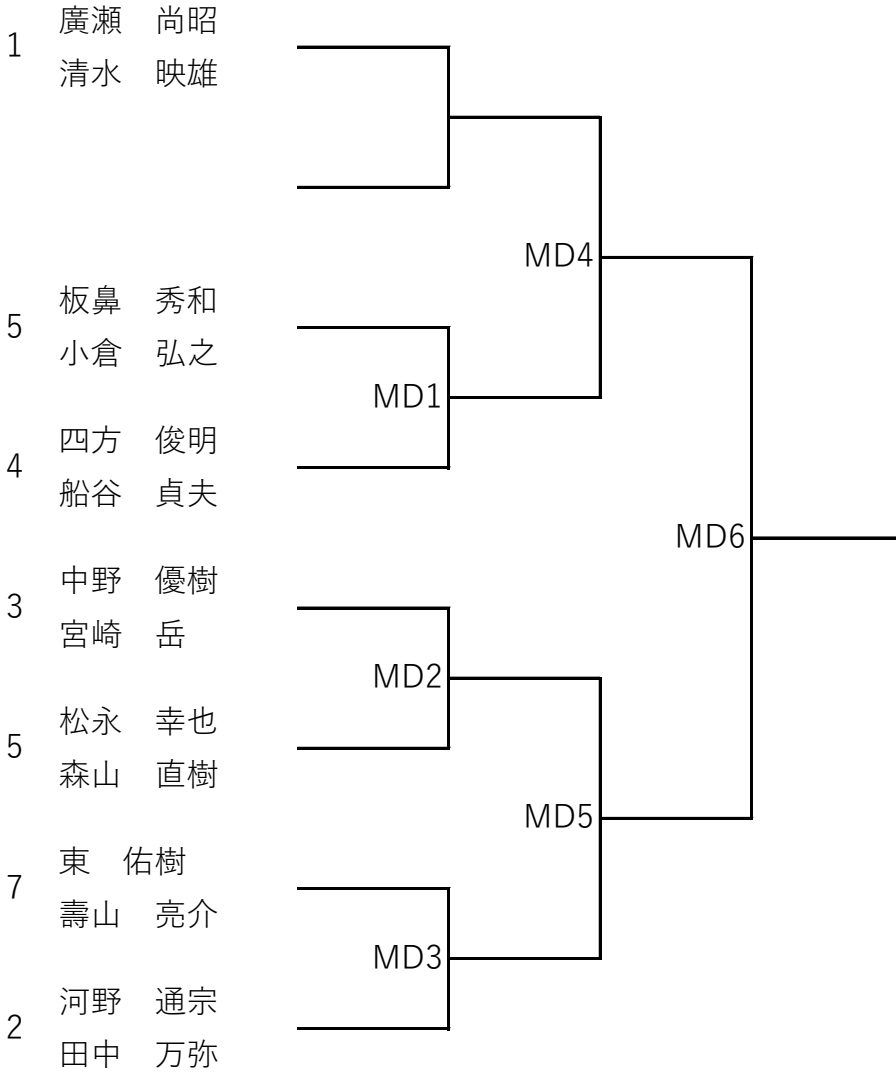 廣瀬　尚昭
1
清水　映雄
MD4
板鼻　秀和
5
小倉　弘之
MD1
四方　俊明
4
船谷　貞夫
MD6
中野　優樹
3
宮崎　岳
MD2
松永　幸也
5
森山　直樹
MD5
東　佑樹
7
壽山　亮介
MD3
河野　通宗
2
田中　万弥